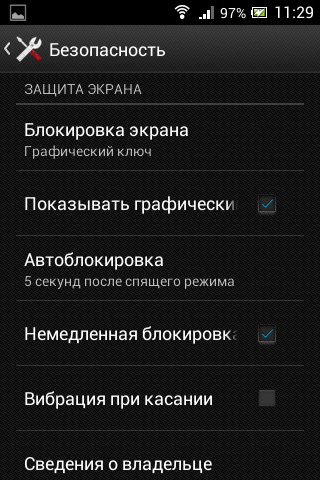 97% 11:29
Безопасность
ЗАЩИТА ЭКРАНА
Блокировка экрана
Графический ключ
Показывать графически
Автоблокировка
5 секунд после спящего режима
Немедленная блокировка
Вибрация при касании
Сведения о владельце